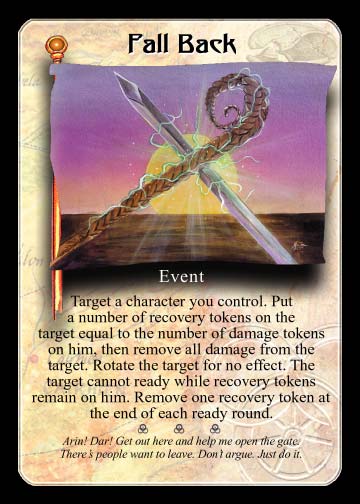 Fall Back
Event
Target a character you control. Put
a number of recovery tokens on the
target equal to the number of damage tokens
on him, then remove all damage from the
target. Rotate the target for no effect. The
target cannot ready while recovery tokens
remain on him. Remove one recovery token at
the end of each ready round.
Arin! Dar! Get out here and help me open the gate.
There's people want to leave. Don't argue. Just do it.